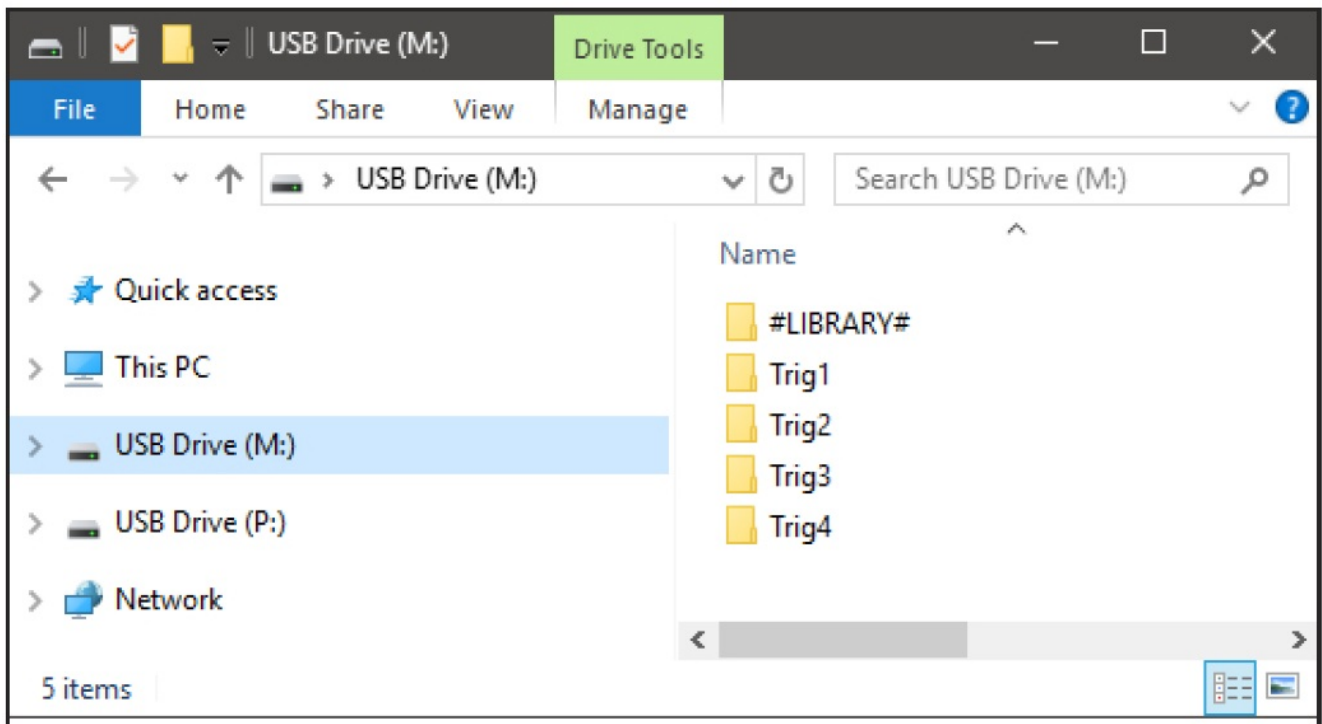 USB Drive (M:) Drive Tools
File Home Share View Manage
USB Drive (M:) Search USB Drive (M:)
Name
Quick access
This PC
USB Drive (M:)
USB Drive (P:)
Network
#LIBRARY#
Trig1
Trig2
Trig3
Trig4
5 items